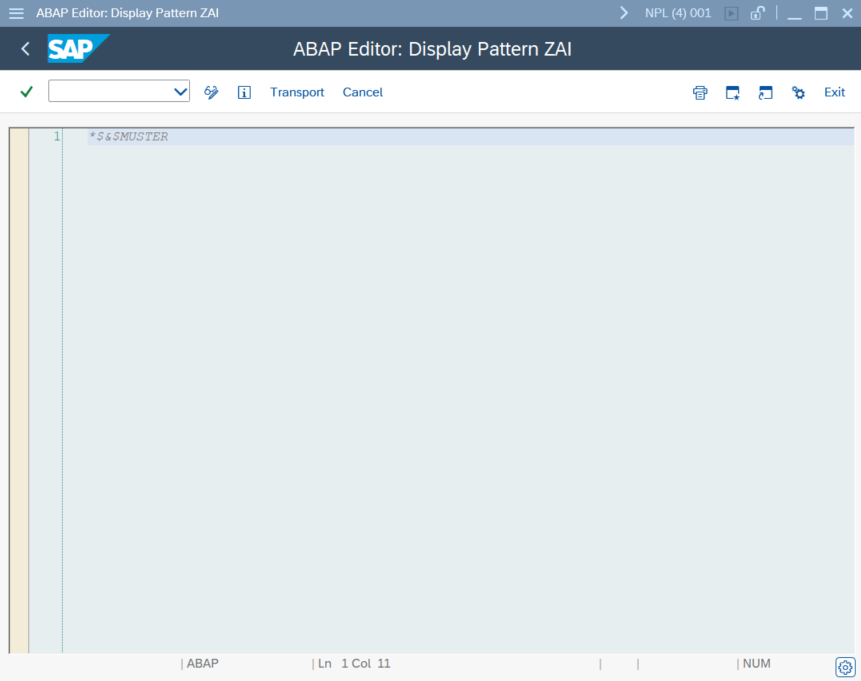 ABAP Editor: Display Pattern ZAI
NPL (4) 001
SAP
ABAP Editor: Display Pattern ZAI
Transport
Cancel
Exit
1 *$&$MUSTER
| ABAP | Ln 1 Col 11 | | | NUM